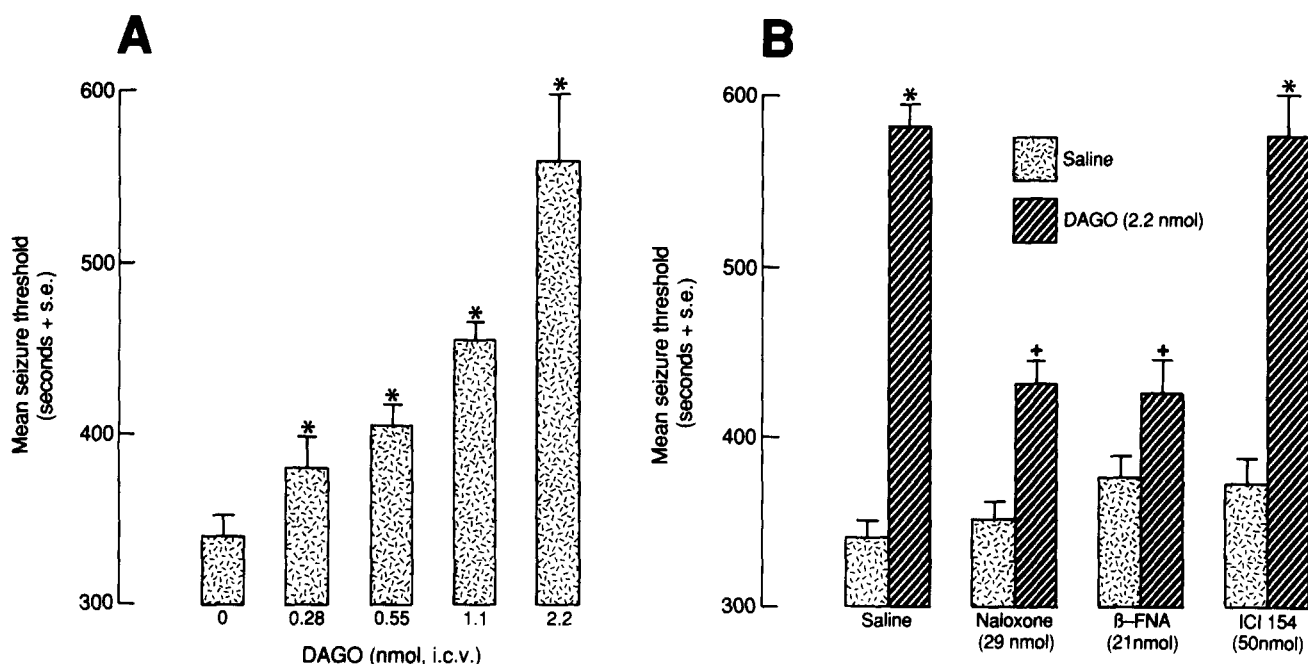 A
Mean seizure threshold
(seconds + s.e.)
600
500
400
300
*
*
*
*
0
0.28
0.55
1.1
2.2
DAGO (nmol, i.c.v.)
B
Mean seizure threshold
(seconds + s.e.)
600
500
400
300
*
+
+
*
Saline
DAGO (2.2 nmol)
Saline
Naloxone
(29 nmol)
β–FNA
(21nmol)
ICI 154
(50nmol)